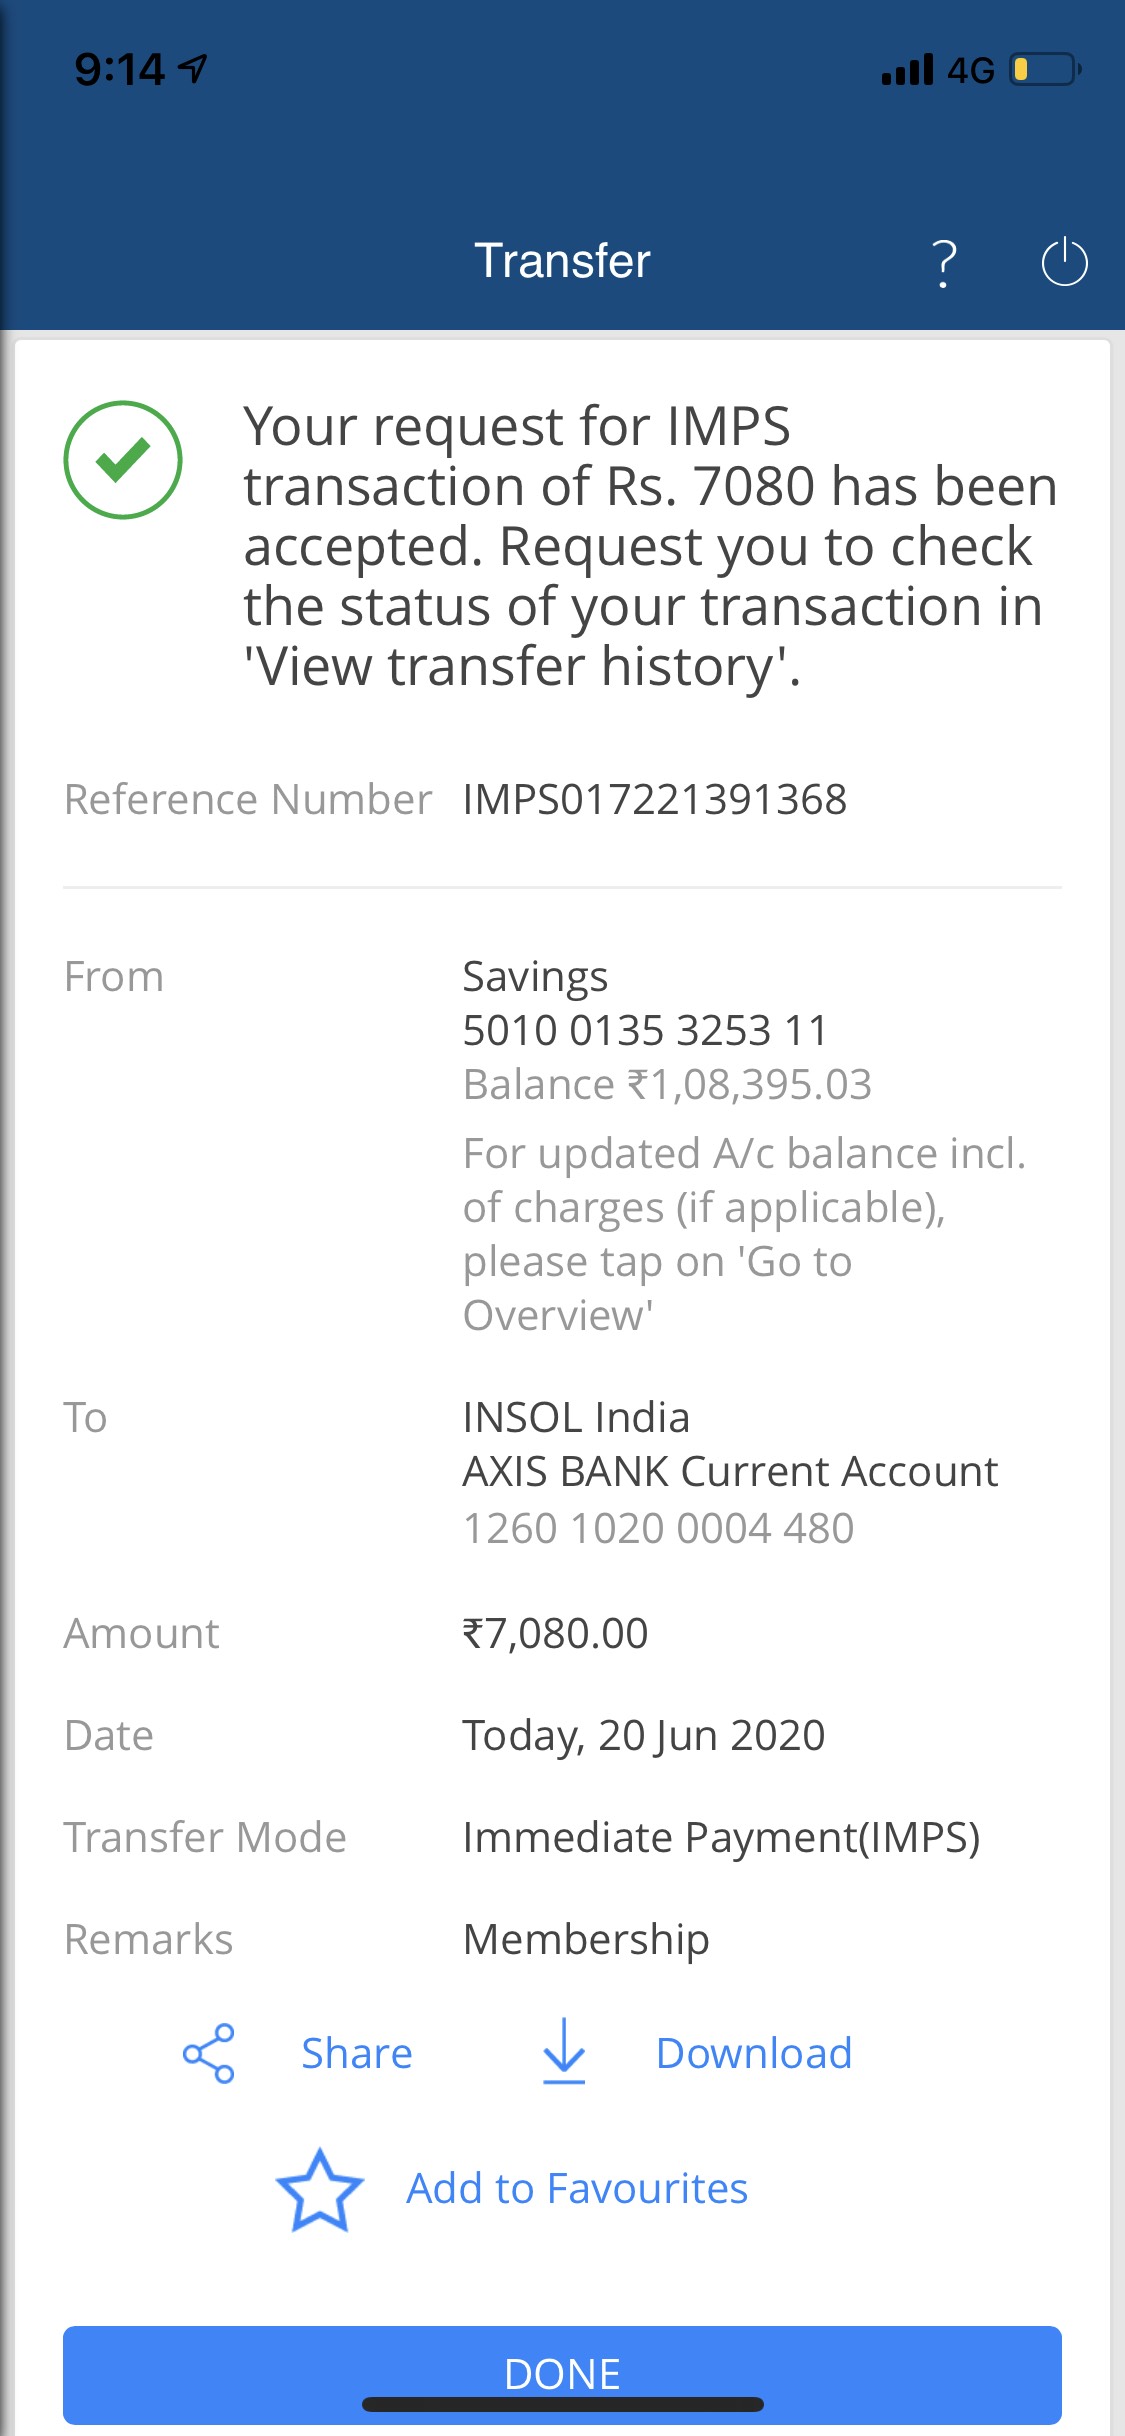 9:14 4G
Transfer ?
Your request for IMPS
transaction of Rs. 7080 has been
accepted. Request you to check
the status of your transaction in
'View transfer history'.
Reference Number IMPS017221391368
From Savings
5010 0135 3253 11
Balance ₹1,08,395.03
For updated A/c balance incl.
of charges (if applicable),
please tap on 'Go to
Overview'
To INSOL India
AXIS BANK Current Account
1260 1020 0004 480
Amount ₹7,080.00
Date Today, 20 Jun 2020
Transfer Mode Immediate Payment(IMPS)
Remarks Membership
Share Download
Add to Favourites
DONE